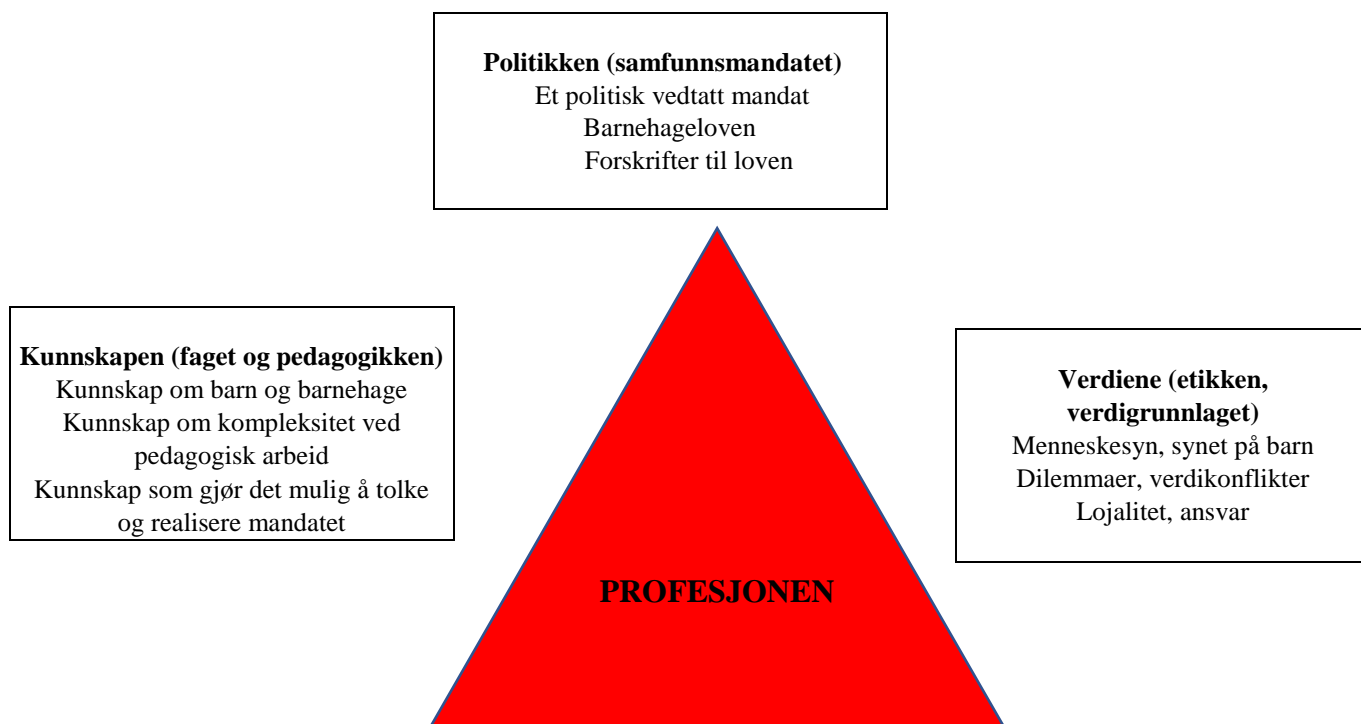 Politikken (samfunnsmandatet)
Et politisk vedtatt mandat
Barnehageloven
Forskrifter til loven
Kunnskapen (faget og pedagogikken)
Kunnskap om barn og barnehage
Kunnskap om kompleksitet ved
pedagogisk arbeid
Kunnskap som gjør det mulig å tolke
og realisere mandatet
Verdiene (etikken,
verdigrunnlaget)
Menneskesyn, synet på barn
Dilemmaer, verdikonflikter
Lojalitet, ansvar
PROFESJONEN